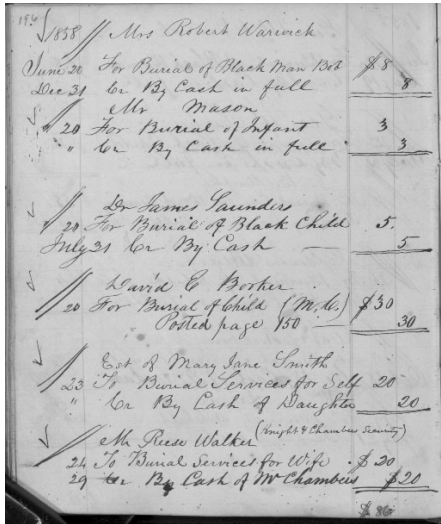 196
1858 // Mrs Robert Warwick
June 20 For Burial of Black Man Bob $8
Dec 31 Cr By Cash in full 8
// Mr Mason
" 20 For Burial of Infant 3
" Cr By Cash in full 3
Dr James Saunders
20 For Burial of Black Child 5.
July 31 Cr By Cash — 5
David E Borker
20 For Burial of Child (M.C.) $30
Posted page 150 — 30
Est of Mary Jane Smith
23 To Burial Services for Self 20
" Cr By Cash of Daughter 20
Mr Reese Walker (Knight & Chambers Security)
24 To Burial Services for Wife . $20
29 Cr By Cash of Mr Chambers $20